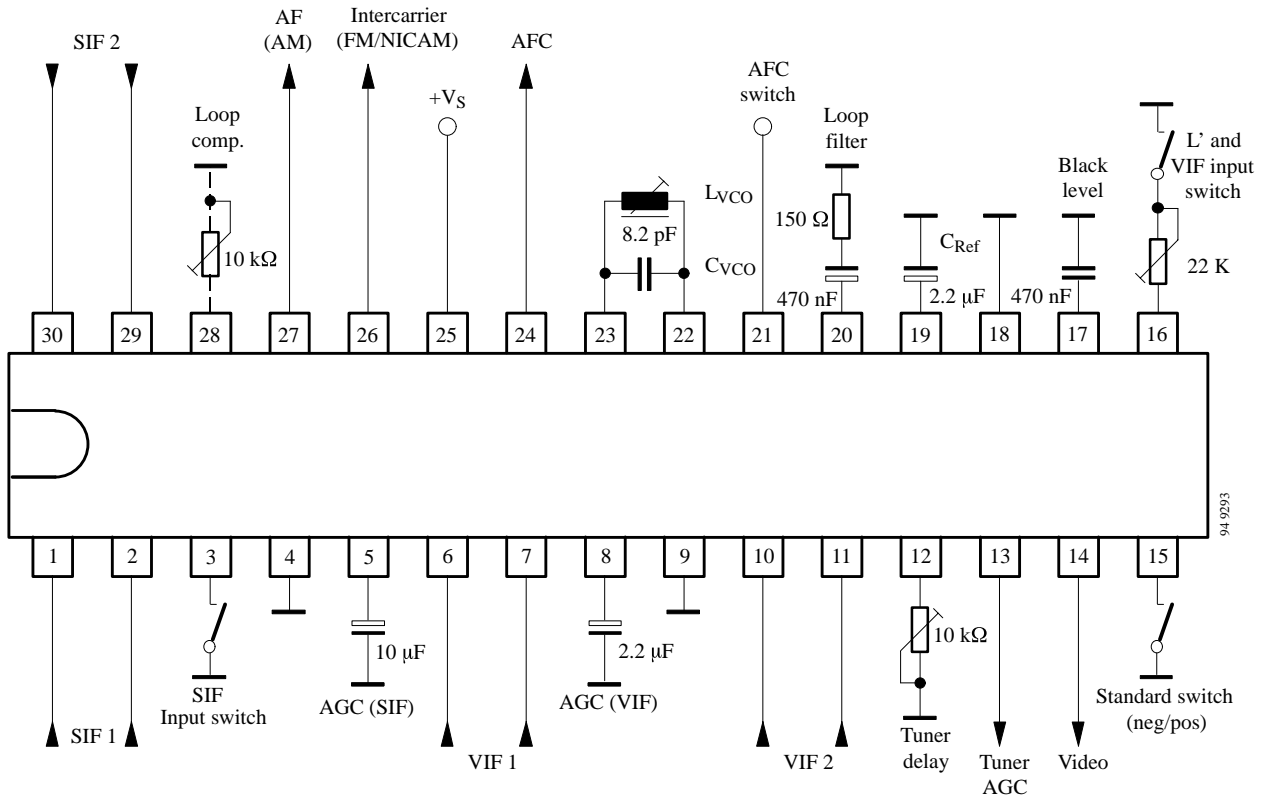 SIF 2
AF
(AM)
Intercarrier
(FM/NICAM)
AFC
+VS
AFC
switch
Loop
comp.
Loop
filter
L' and
VIF input
switch
Black
level
LVCO
150 Ω
8.2 pF
CRef
10 kΩ
CVCO
22 K
470 nF
2.2 µF
470 nF
30 29 28 27 26 25 24 23 22 21 20 19 18 17 16
94 9293
1 2 3 4 5 6 7 8 9 10 11 12 13 14 15
10 kΩ
10 µF
2.2 µF
SIF
Input switch
AGC (SIF)
AGC (VIF)
Standard switch
(neg/pos)
SIF 1
VIF 1
VIF 2
Tuner
delay
Tuner
AGC
Video